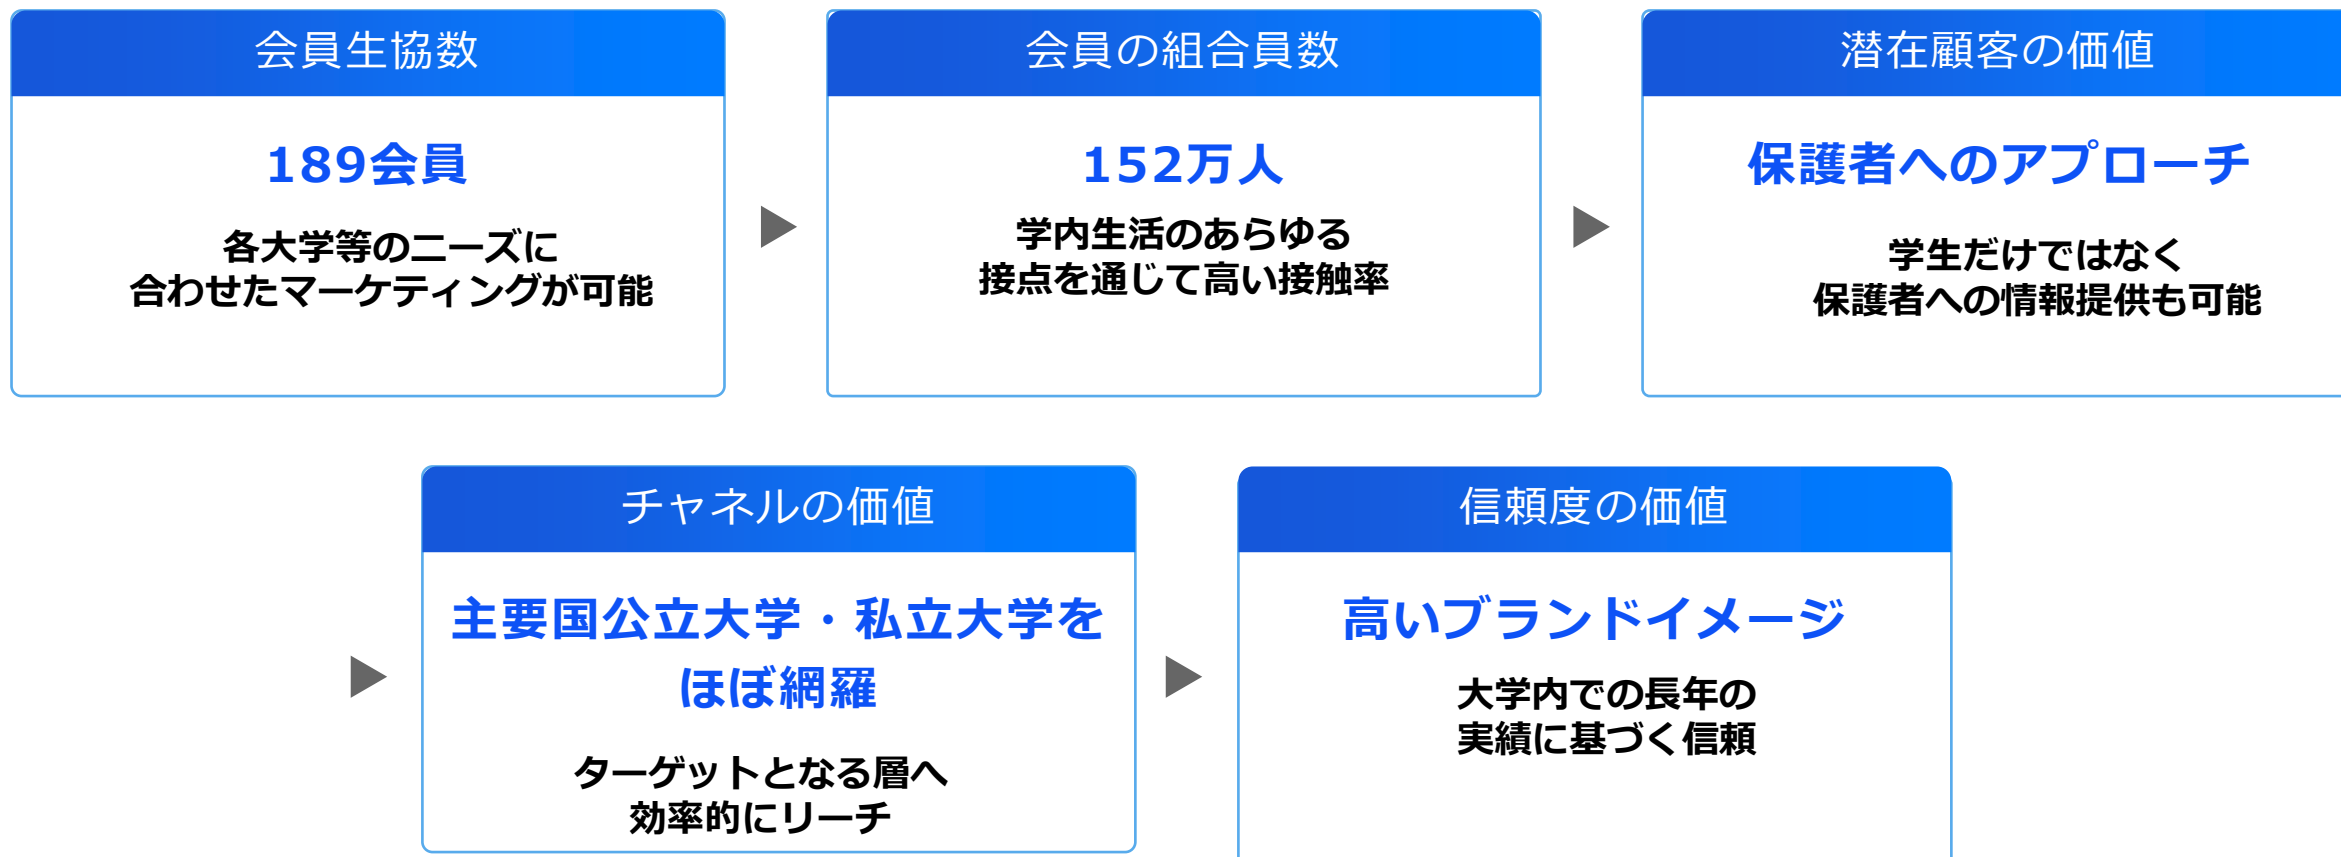 会員生協数
189会員
各大学等のニーズに
合わせたマーケティングが可能
会員の組合員数
152万人
学内生活のあらゆる
接点を通じて高い接触率
潜在顧客の価値
保護者へのアプローチ
学生だけではなく
保護者への情報提供も可能
チャネルの価値
主要国公立大学・私立大学を
ほぼ網羅
ターゲットとなる層へ
効率的にリーチ
信頼度の価値
高いブランドイメージ
大学内での長年の
実績に基づく信頼